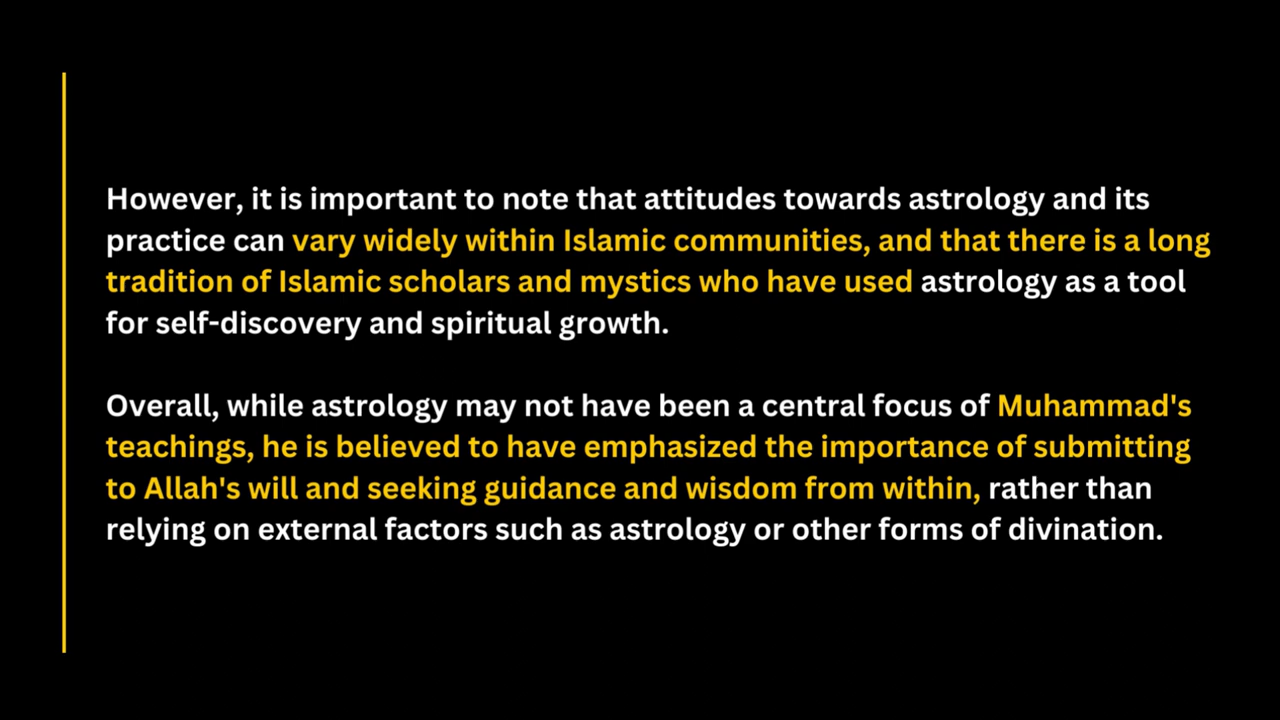 However, it is important to note that attitudes towards astrology and its
practice can vary widely within Islamic communities, and that there is a long
tradition of Islamic scholars and mystics who have used astrology as a tool
for self-discovery and spiritual growth.
Overall, while astrology may not have been a central focus of Muhammad's
teachings, he is believed to have emphasized the importance of submitting
to Allah's will and seeking guidance and wisdom from within, rather than
relying on external factors such as astrology or other forms of divination.